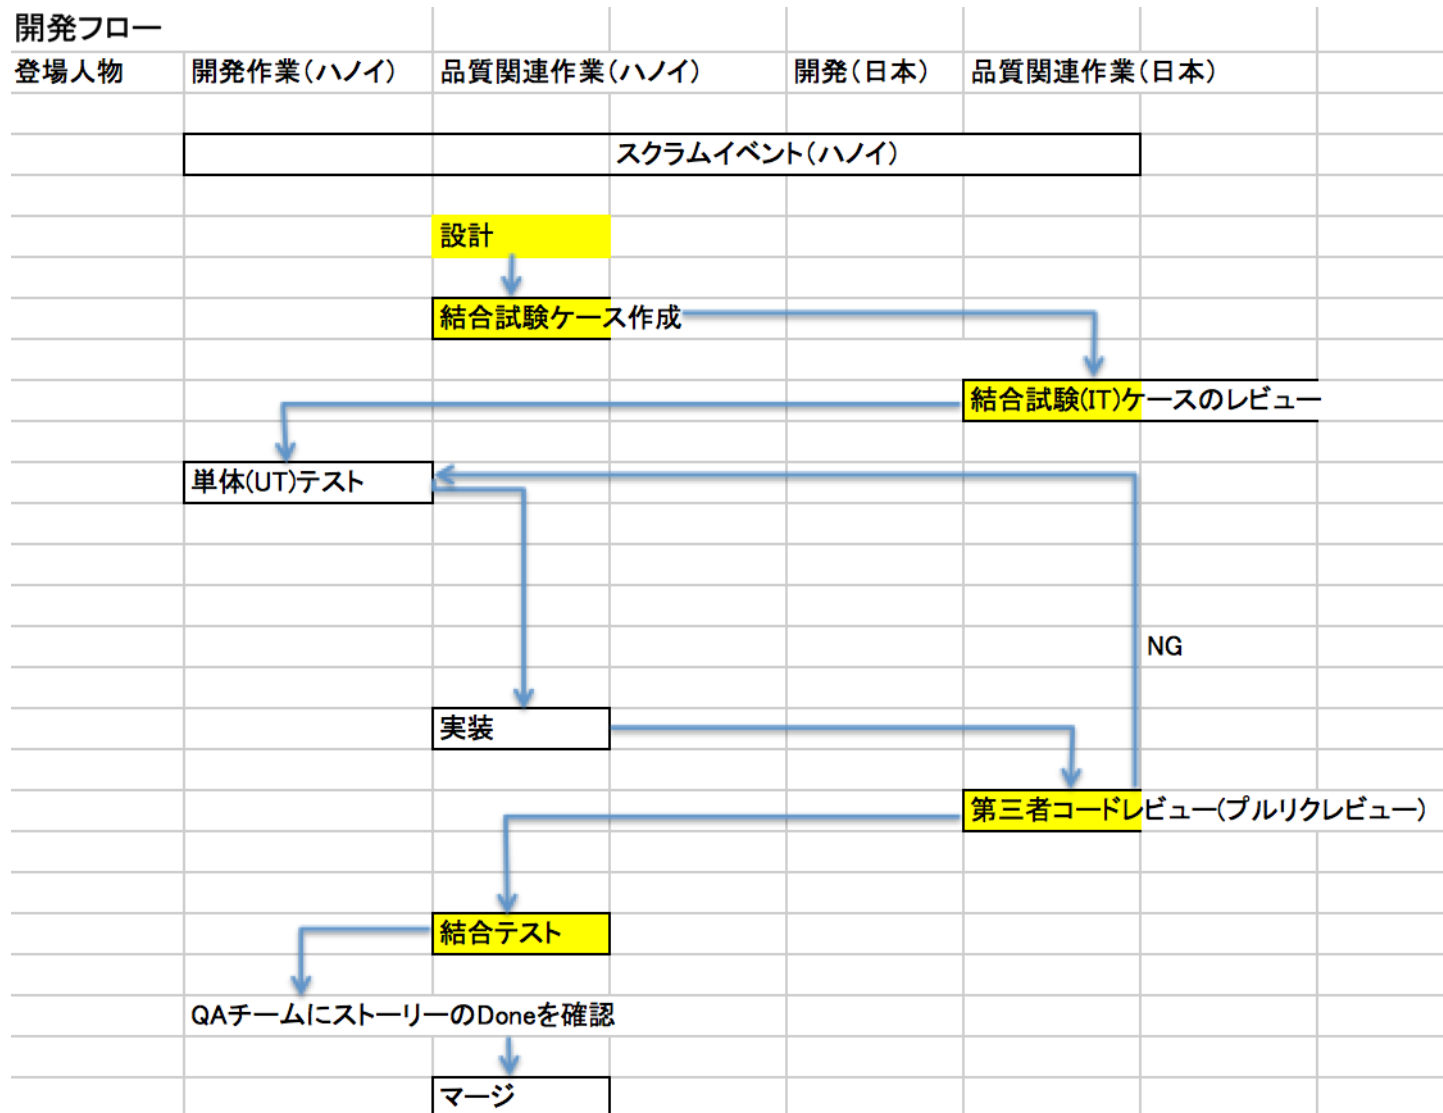 開発フロー
登場人物 開発作業（ハノイ） 品質関連作業（ハノイ） 開発（日本） 品質関連作業（日本）
スクラムイベント（ハノイ）
設計
結合試験ケース作成
結合試験(IT)ケースのレビュー
単体(UT)テスト
NG
実装
第三者コードレビュー(プルリクレビュー)
結合テスト
QAチームにストーリーのDoneを確認
マージ